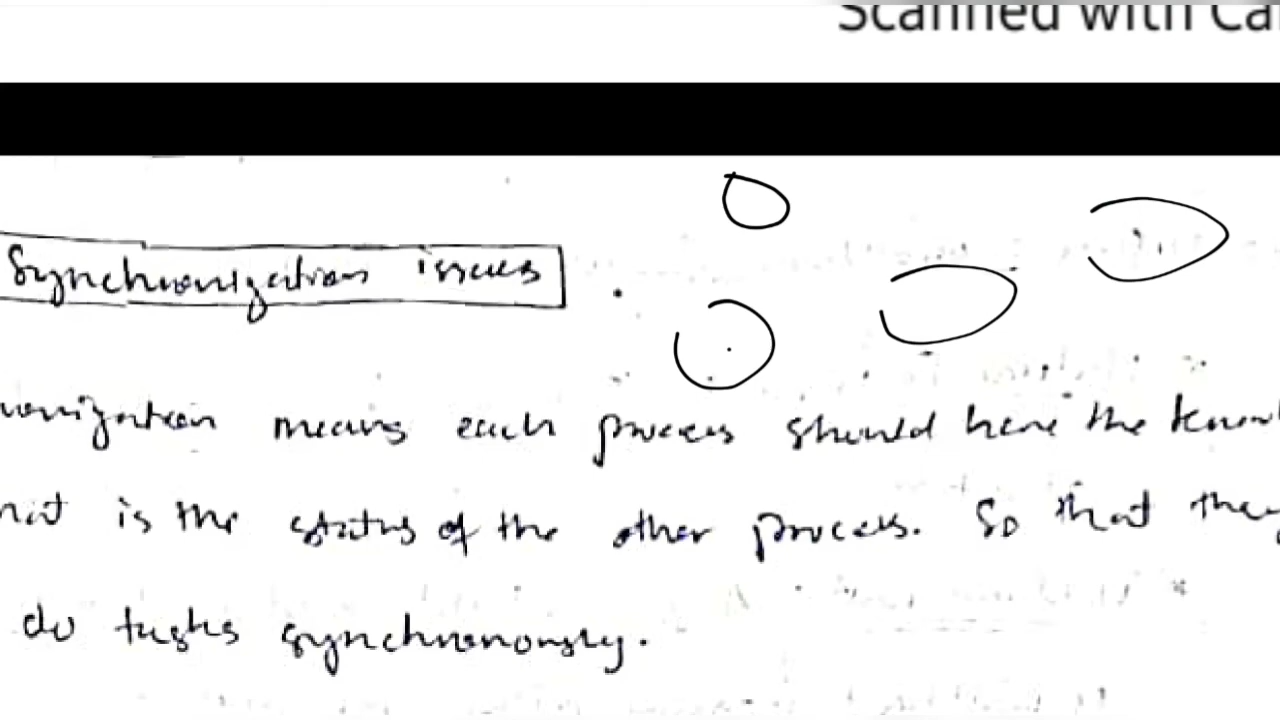 Scanned with Ca
Synchronization issues
onization means each process should have the know
hat is the status of the other process. So that they
do tasks synchronously.